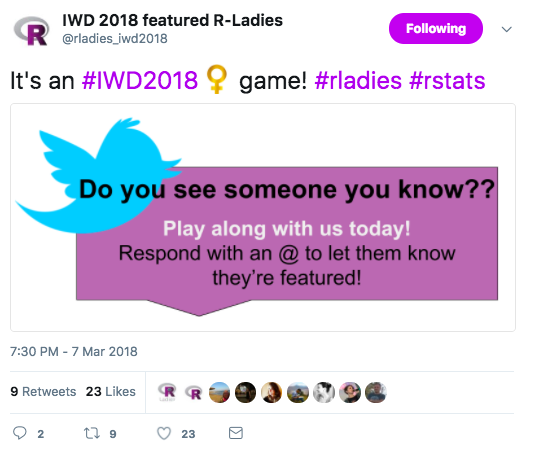 IWD 2018 featured R-Ladies
@rladies_iwd2018
Following
It's an #IWD2018 game! #rladies #rstats
Do you see someone you know??
Play along with us today!
Respond with an @ to let them know
they're featured!
7:30 PM - 7 Mar 2018
9 Retweets 23 Likes
2 9 23